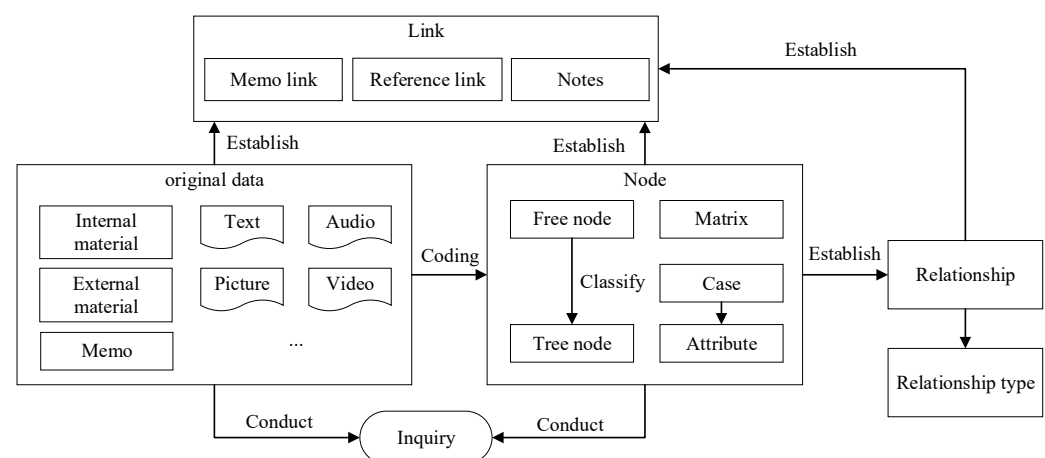 Link
Establish
Memo link
Reference link
Notes
Establish
Establish
original data
Node
Internal
material
Text
Audio
Free node
Matrix
Coding
Establish
External
material
Picture
Video
Classify
Case
Relationship
Memo
...
Tree node
Attribute
Relationship type
Conduct
Inquiry
Conduct